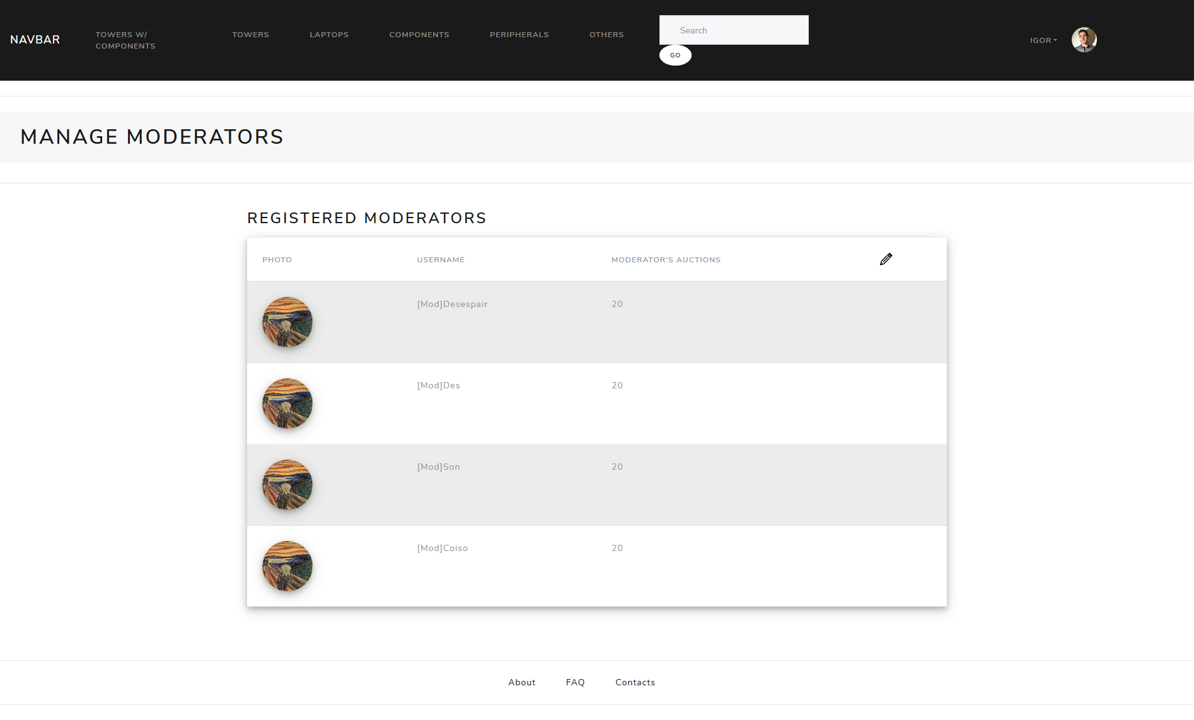 NAVBAR
TOWERS W/
COMPONENTS
TOWERS
LAPTOPS
COMPONENTS
PERIPHERALS
OTHERS
Search
GO
IGOR
MANAGE MODERATORS
REGISTERED MODERATORS
PHOTO USERNAME MODERATOR'S AUCTIONS
[Mod]Desespair 20
[Mod]Des 20
[Mod]Son 20
[Mod]Coiso 20
About FAQ Contacts